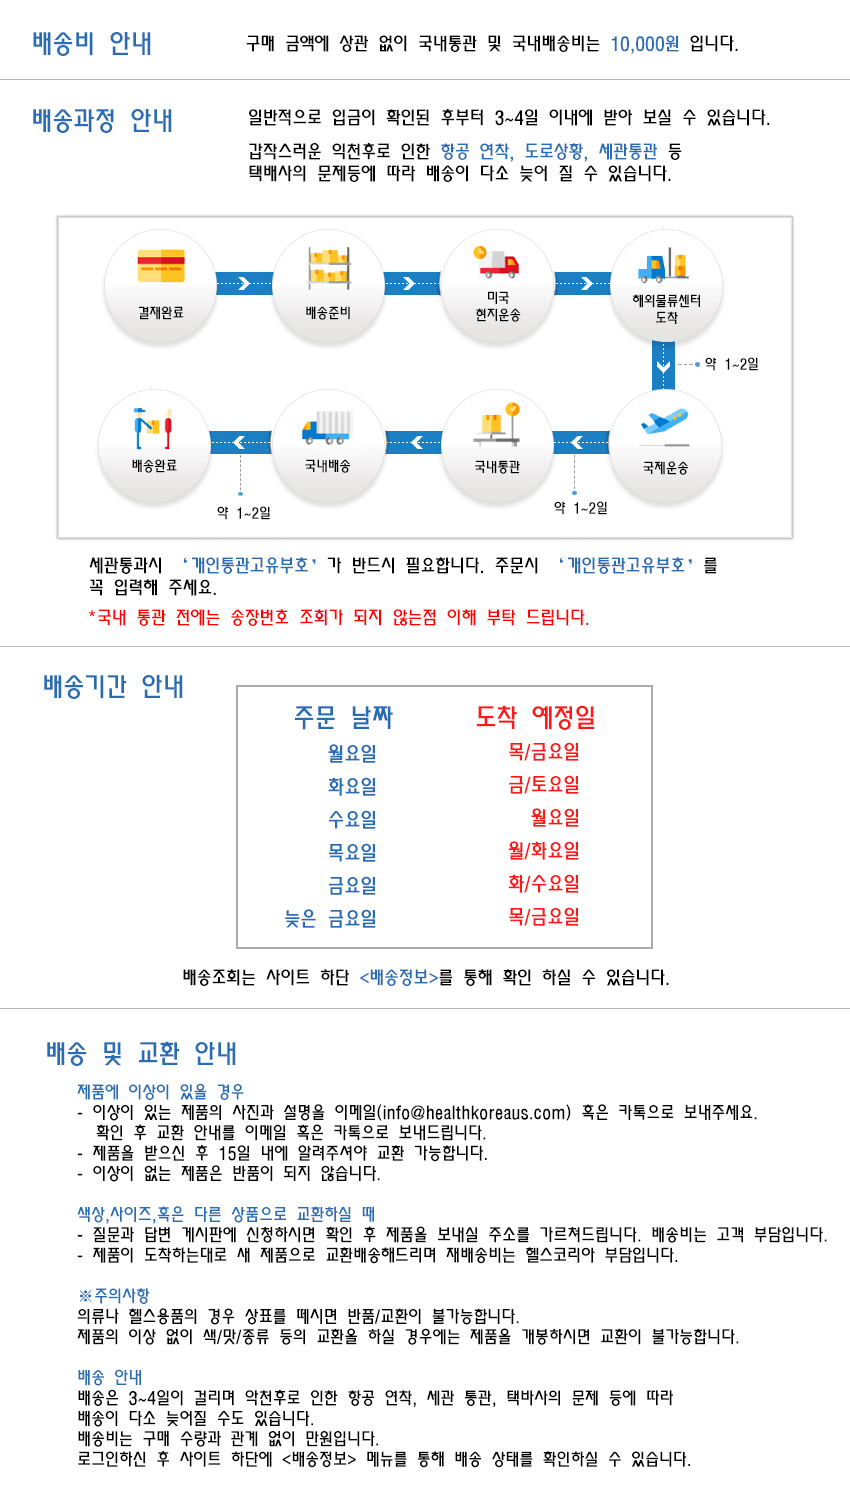 배송비 안내
구매 금액에 상관 없이 국내통관 및 국내배송비는 10,000원 입니다.
배송과정 안내
일반적으로 입금이 확인된 후부터 3~4일 이내에 받아 보실 수 있습니다.
갑작스러운 악천후로 인한 항공 연착, 도로상황, 세관통관 등
택배사의 문제등에 따라 배송이 다소 늦어 질 수 있습니다.
결재완료
배송준비
미국
현지운송
해외물류센터
도착
약 1~2일
배송완료
국내배송
국내통관
국제운송
약 1~2일
약 1~2일
세관통과시 ‘개인통관고유부호’가 반드시 필요합니다. 주문시 ‘개인통관고유부호’를
꼭 입력해 주세요.
*국내 통관 전에는 송장번호 조회가 되지 않는점 이해 부탁 드립니다.
배송기간 안내
주문 날짜 도착 예정일
월요일 목/금요일
화요일 금/토요일
수요일 월요일
목요일 월/화요일
금요일 화/수요일
늦은 금요일 목/금요일
배송조회는 사이트 하단 <배송정보>를 통해 확인 하실 수 있습니다.
배송 및 교환 안내
제품에 이상이 있을 경우
- 이상이 있는 제품의 사진과 설명을 이메일(info@healthkoreaus.com) 혹은 카톡으로 보내주세요.
확인 후 교환 안내를 이메일 혹은 카톡으로 보내드립니다.
- 제품을 받으신 후 15일 내에 알려주셔야 교환 가능합니다.
- 이상이 없는 제품은 반품이 되지 않습니다.
색상,사이즈,혹은 다른 상품으로 교환하실 때
- 질문과 답변 게시판에 신청하시면 확인 후 제품을 보내실 주소를 가르쳐드립니다. 배송비는 고객 부담입니다.
- 제품이 도착하는대로 새 제품으로 교환배송해드리며 재배송비는 헬스코리아 부담입니다.
※주의사항
의류나 헬스용품의 경우 상표를 떼시면 반품/교환이 불가능합니다.
제품의 이상 없이 색/맛/종류 등의 교환을 하실 경우에는 제품을 개봉하시면 교환이 불가능합니다.
배송 안내
배송은 3~4일이 걸리며 악천후로 인한 항공 연착, 세관 통관, 택바사의 문제 등에 따라
배송이 다소 늦어질 수도 있습니다.
배송비는 구매 수량과 관계 없이 만원입니다.
로그인하신 후 사이트 하단에 <배송정보> 메뉴를 통해 배송 상태를 확인하실 수 있습니다.